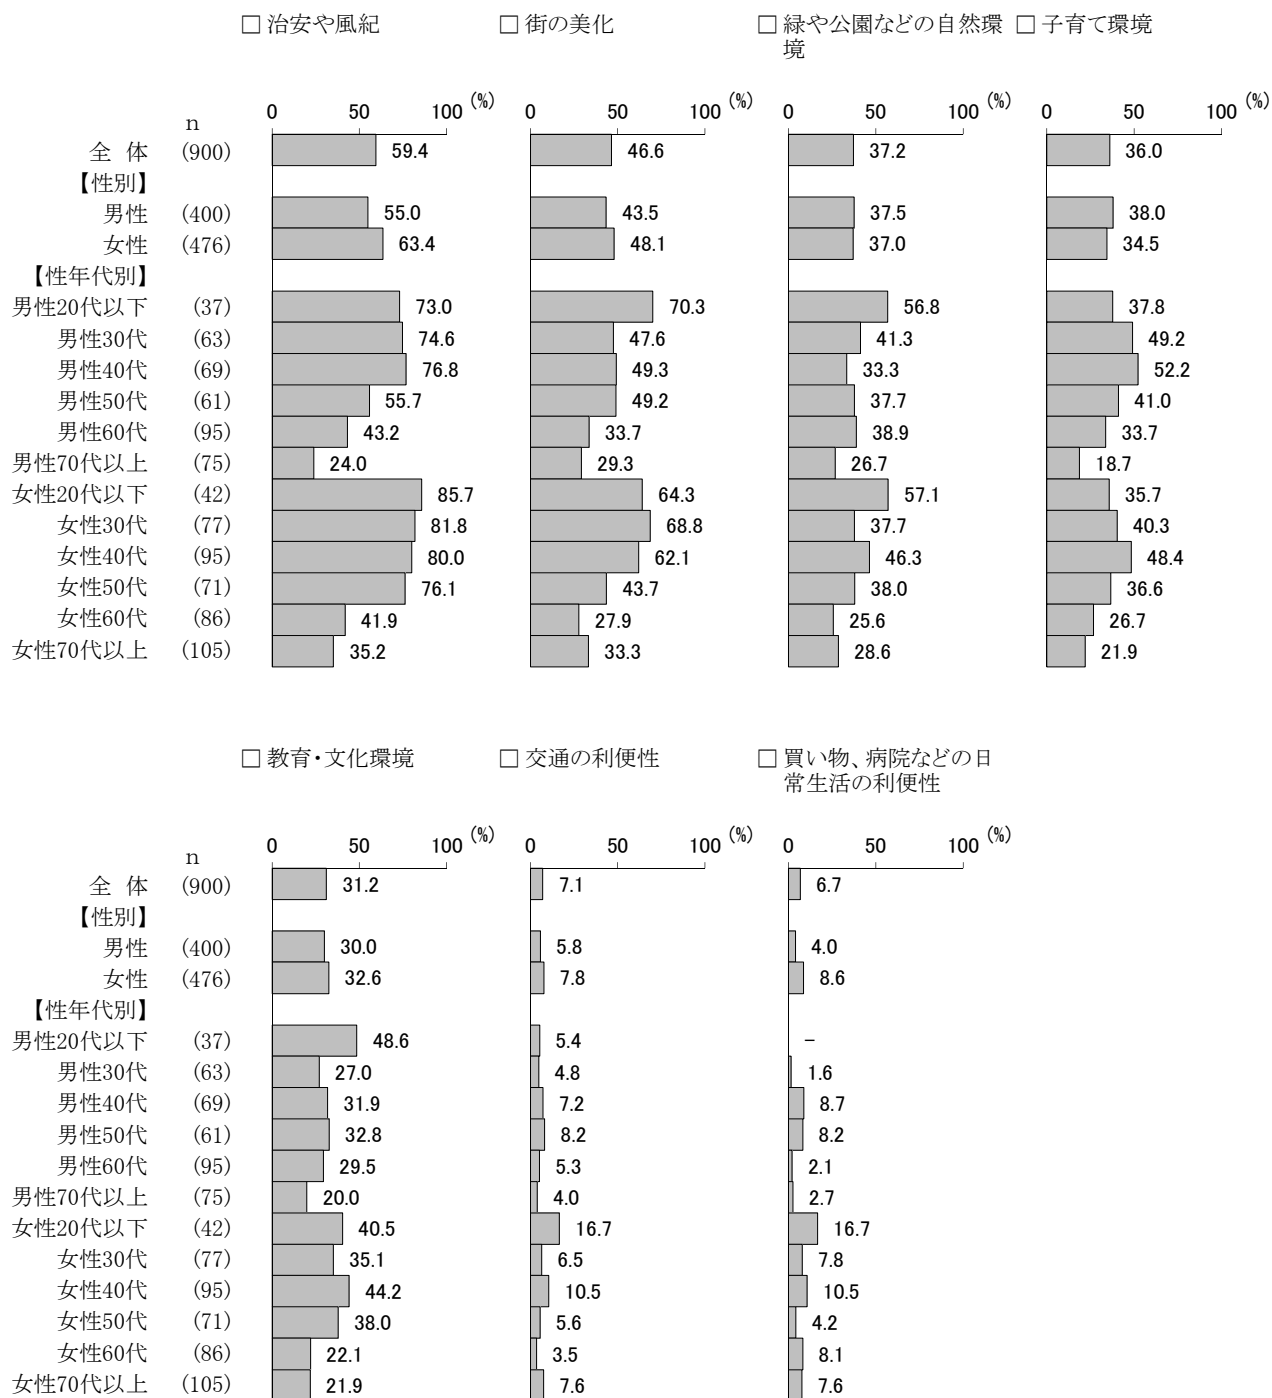 □ 治安や風紀 □ 街の美化 □ 緑や公園などの自然環 □ 子育て環境
境
0 50 100 (%) 0 50 100 (%) 0 50 100 (%) 0 50 100 (%)
n
全 体 (900) 59.4 46.6 37.2 36.0
【性別】
男性 (400) 55.0 43.5 37.5 38.0
女性 (476) 63.4 48.1 37.0 34.5
【性年代別】
男性20代以下 (37) 73.0 70.3 56.8 37.8
男性30代 (63) 74.6 47.6 41.3 49.2
男性40代 (69) 76.8 49.3 33.3 52.2
男性50代 (61) 55.7 49.2 37.7 41.0
男性60代 (95) 43.2 33.7 38.9 33.7
男性70代以上 (75) 24.0 29.3 26.7 18.7
女性20代以下 (42) 85.7 64.3 57.1 35.7
女性30代 (77) 81.8 68.8 37.7 40.3
女性40代 (95) 80.0 62.1 46.3 48.4
女性50代 (71) 76.1 43.7 38.0 36.6
女性60代 (86) 41.9 27.9 25.6 26.7
女性70代以上 (105) 35.2 33.3 28.6 21.9
□ 教育・文化環境 □ 交通の利便性 □ 買い物、病院などの日
常生活の利便性
0 50 100 (%) 0 50 100 (%) 0 50 100 (%)
n
全 体 (900) 31.2 7.1 6.7
【性別】
男性 (400) 30.0 5.8 4.0
女性 (476) 32.6 7.8 8.6
【性年代別】
男性20代以下 (37) 48.6 5.4 −
男性30代 (63) 27.0 4.8 1.6
男性40代 (69) 31.9 7.2 8.7
男性50代 (61) 32.8 8.2 8.2
男性60代 (95) 29.5 5.3 2.1
男性70代以上 (75) 20.0 4.0 2.7
女性20代以下 (42) 40.5 16.7 16.7
女性30代 (77) 35.1 6.5 7.8
女性40代 (95) 44.2 10.5 10.5
女性50代 (71) 38.0 5.6 4.2
女性60代 (86) 22.1 3.5 8.1
女性70代以上 (105) 21.9 7.6 7.6